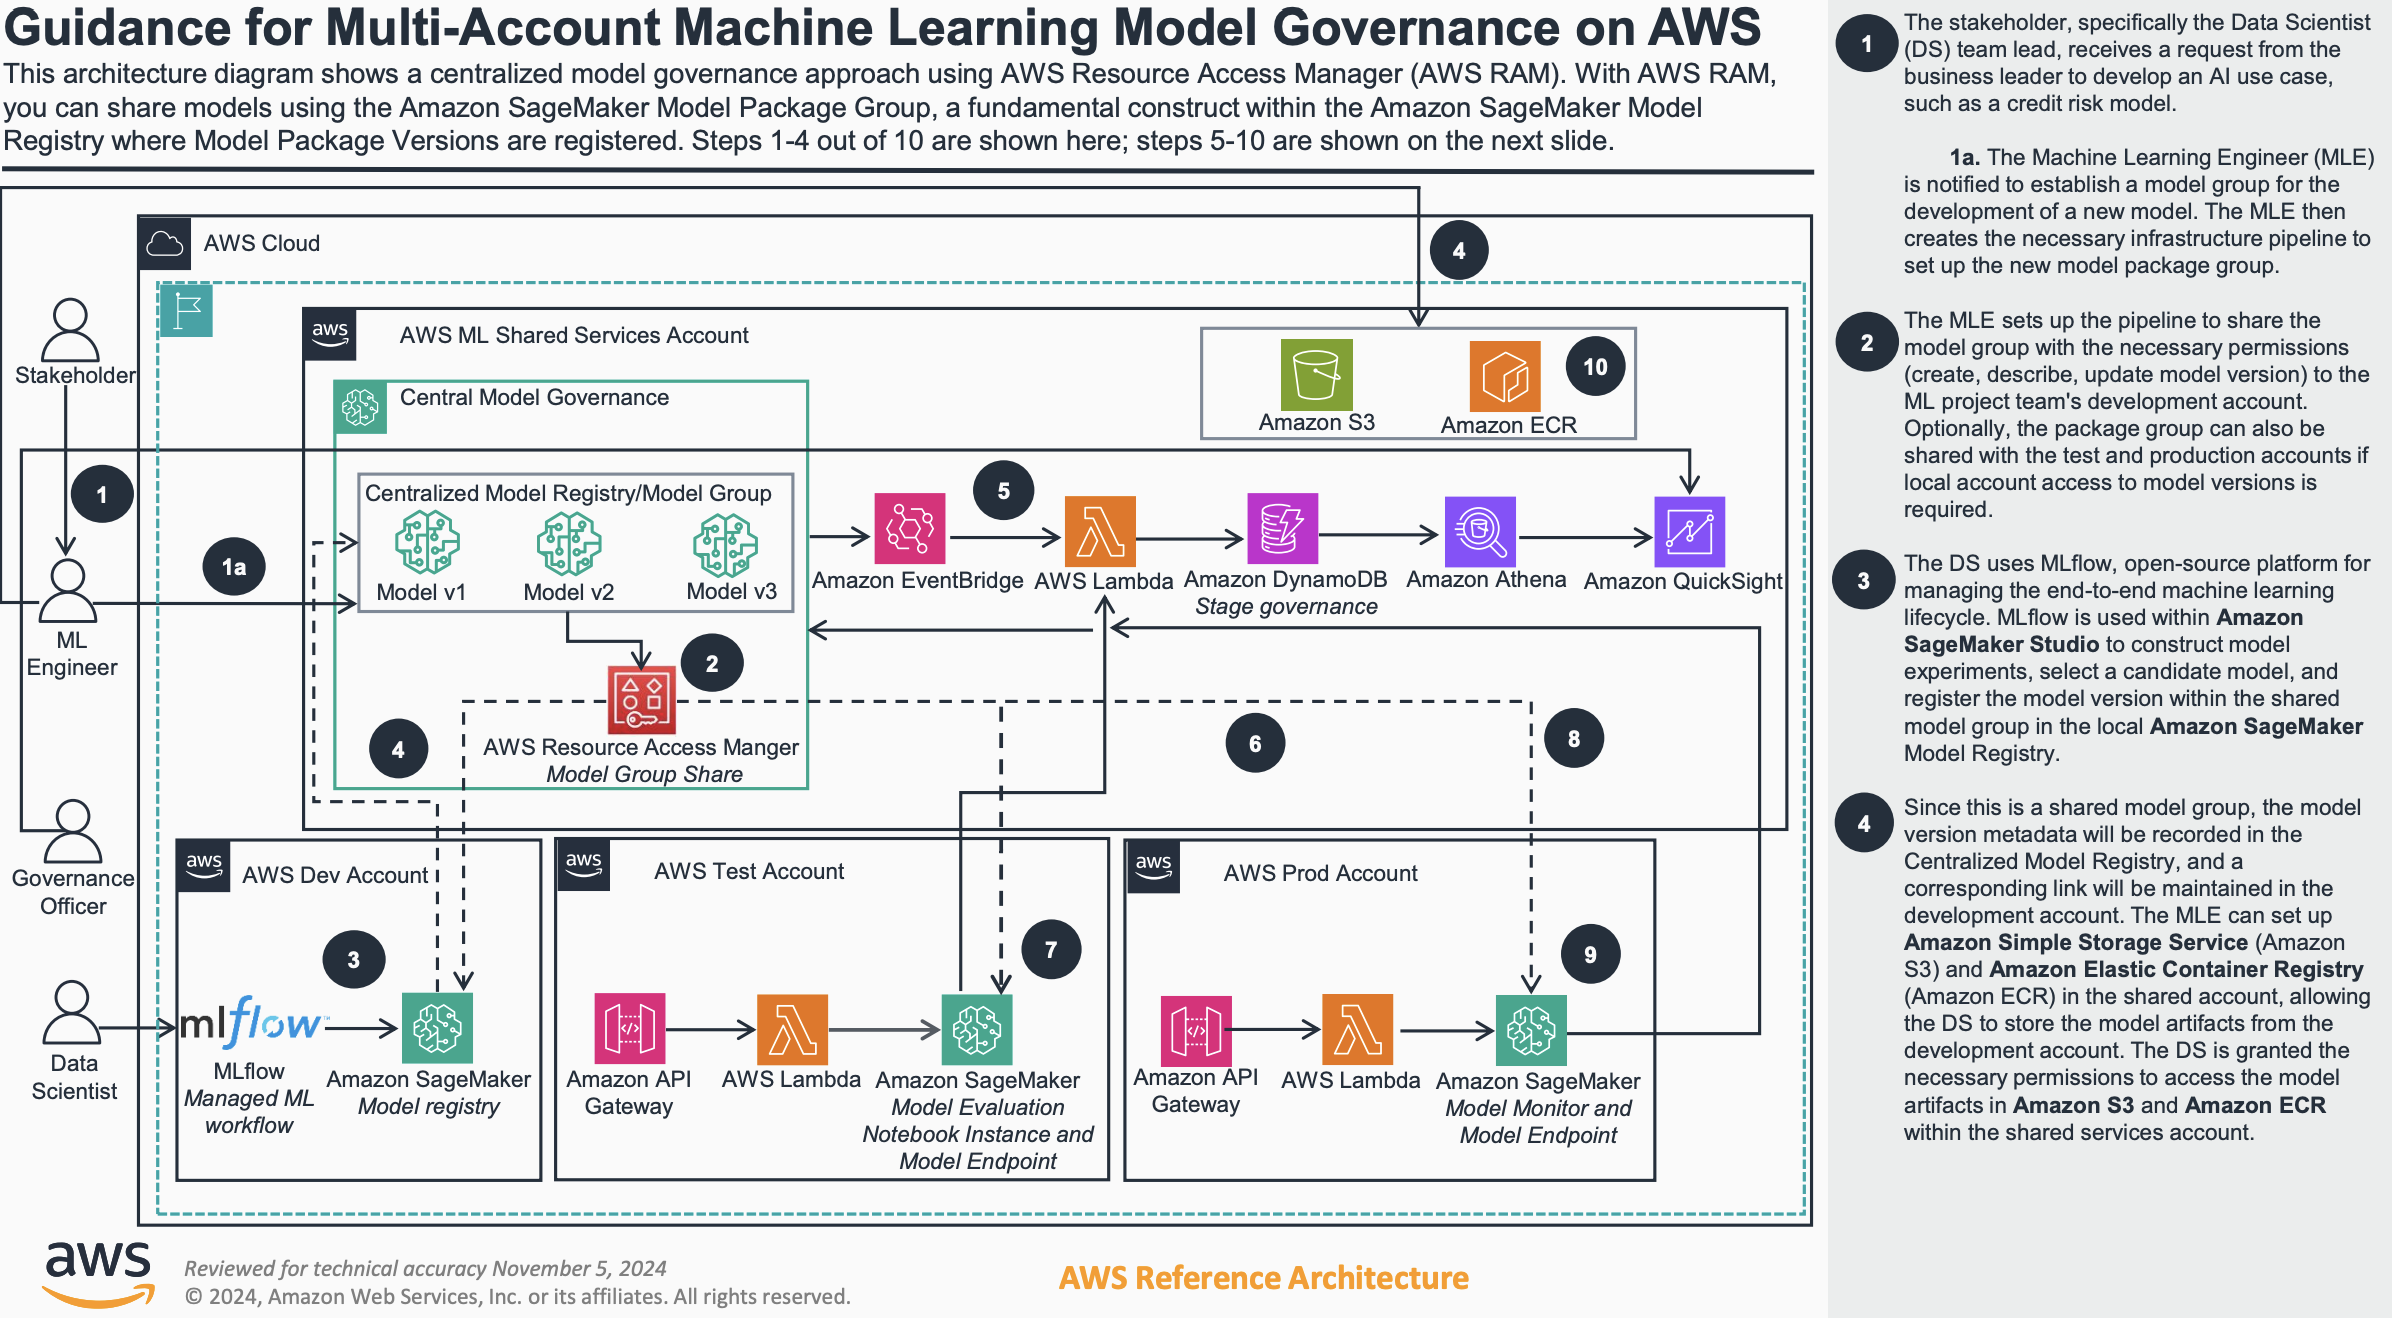 Guidance for Multi-Account Machine Learning Model Governance on AWS
This architecture diagram shows a centralized model governance approach using AWS Resource Access Manager (AWS RAM). With AWS RAM,
you can share models using the Amazon SageMaker Model Package Group, a fundamental construct within the Amazon SageMaker Model
Registry where Model Package Versions are registered. Steps 1-4 out of 10 are shown here; steps 5-10 are shown on the next slide.
AWS Cloud
4
aws
AWS ML Shared Services Account
Stakeholder
10
Amazon S3
Amazon ECR
Central Model Governance
1
Centralized Model Registry/Model Group
5
1a
Model v1
Model v2
Model v3
Amazon EventBridge
AWS Lambda
Amazon DynamoDB
Stage governance
Amazon Athena
Amazon QuickSight
ML
Engineer
2
4
AWS Resource Access Manger
Model Group Share
6
8
Governance
Officer
aws
AWS Dev Account
aws
AWS Test Account
aws
AWS Prod Account
3
7
9
Data
Scientist
mlflow™
MLflow
Managed ML
workflow
Amazon SageMaker
Model registry
Amazon API
Gateway
AWS Lambda
Amazon SageMaker
Model Evaluation
Notebook Instance and
Model Endpoint
Amazon API
Gateway
AWS Lambda
Amazon SageMaker
Model Monitor and
Model Endpoint
aws
Reviewed for technical accuracy November 5, 2024
© 2024, Amazon Web Services, Inc. or its affiliates. All rights reserved.
AWS Reference Architecture
1
The stakeholder, specifically the Data Scientist
(DS) team lead, receives a request from the
business leader to develop an AI use case,
such as a credit risk model.
1a. The Machine Learning Engineer (MLE)
is notified to establish a model group for the
development of a new model. The MLE then
creates the necessary infrastructure pipeline to
set up the new model package group.
2
The MLE sets up the pipeline to share the
model group with the necessary permissions
(create, describe, update model version) to the
ML project team's development account.
Optionally, the package group can also be
shared with the test and production accounts if
local account access to model versions is
required.
3
The DS uses MLflow, open-source platform for
managing the end-to-end machine learning
lifecycle. MLflow is used within Amazon
SageMaker Studio to construct model
experiments, select a candidate model, and
register the model version within the shared
model group in the local Amazon SageMaker
Model Registry.
4
Since this is a shared model group, the model
version metadata will be recorded in the
Centralized Model Registry, and a
corresponding link will be maintained in the
development account. The MLE can set up
Amazon Simple Storage Service (Amazon
S3) and Amazon Elastic Container Registry
(Amazon ECR) in the shared account, allowing
the DS to store the model artifacts from the
development account. The DS is granted the
necessary permissions to access the model
artifacts in Amazon S3 and Amazon ECR
within the shared services account.